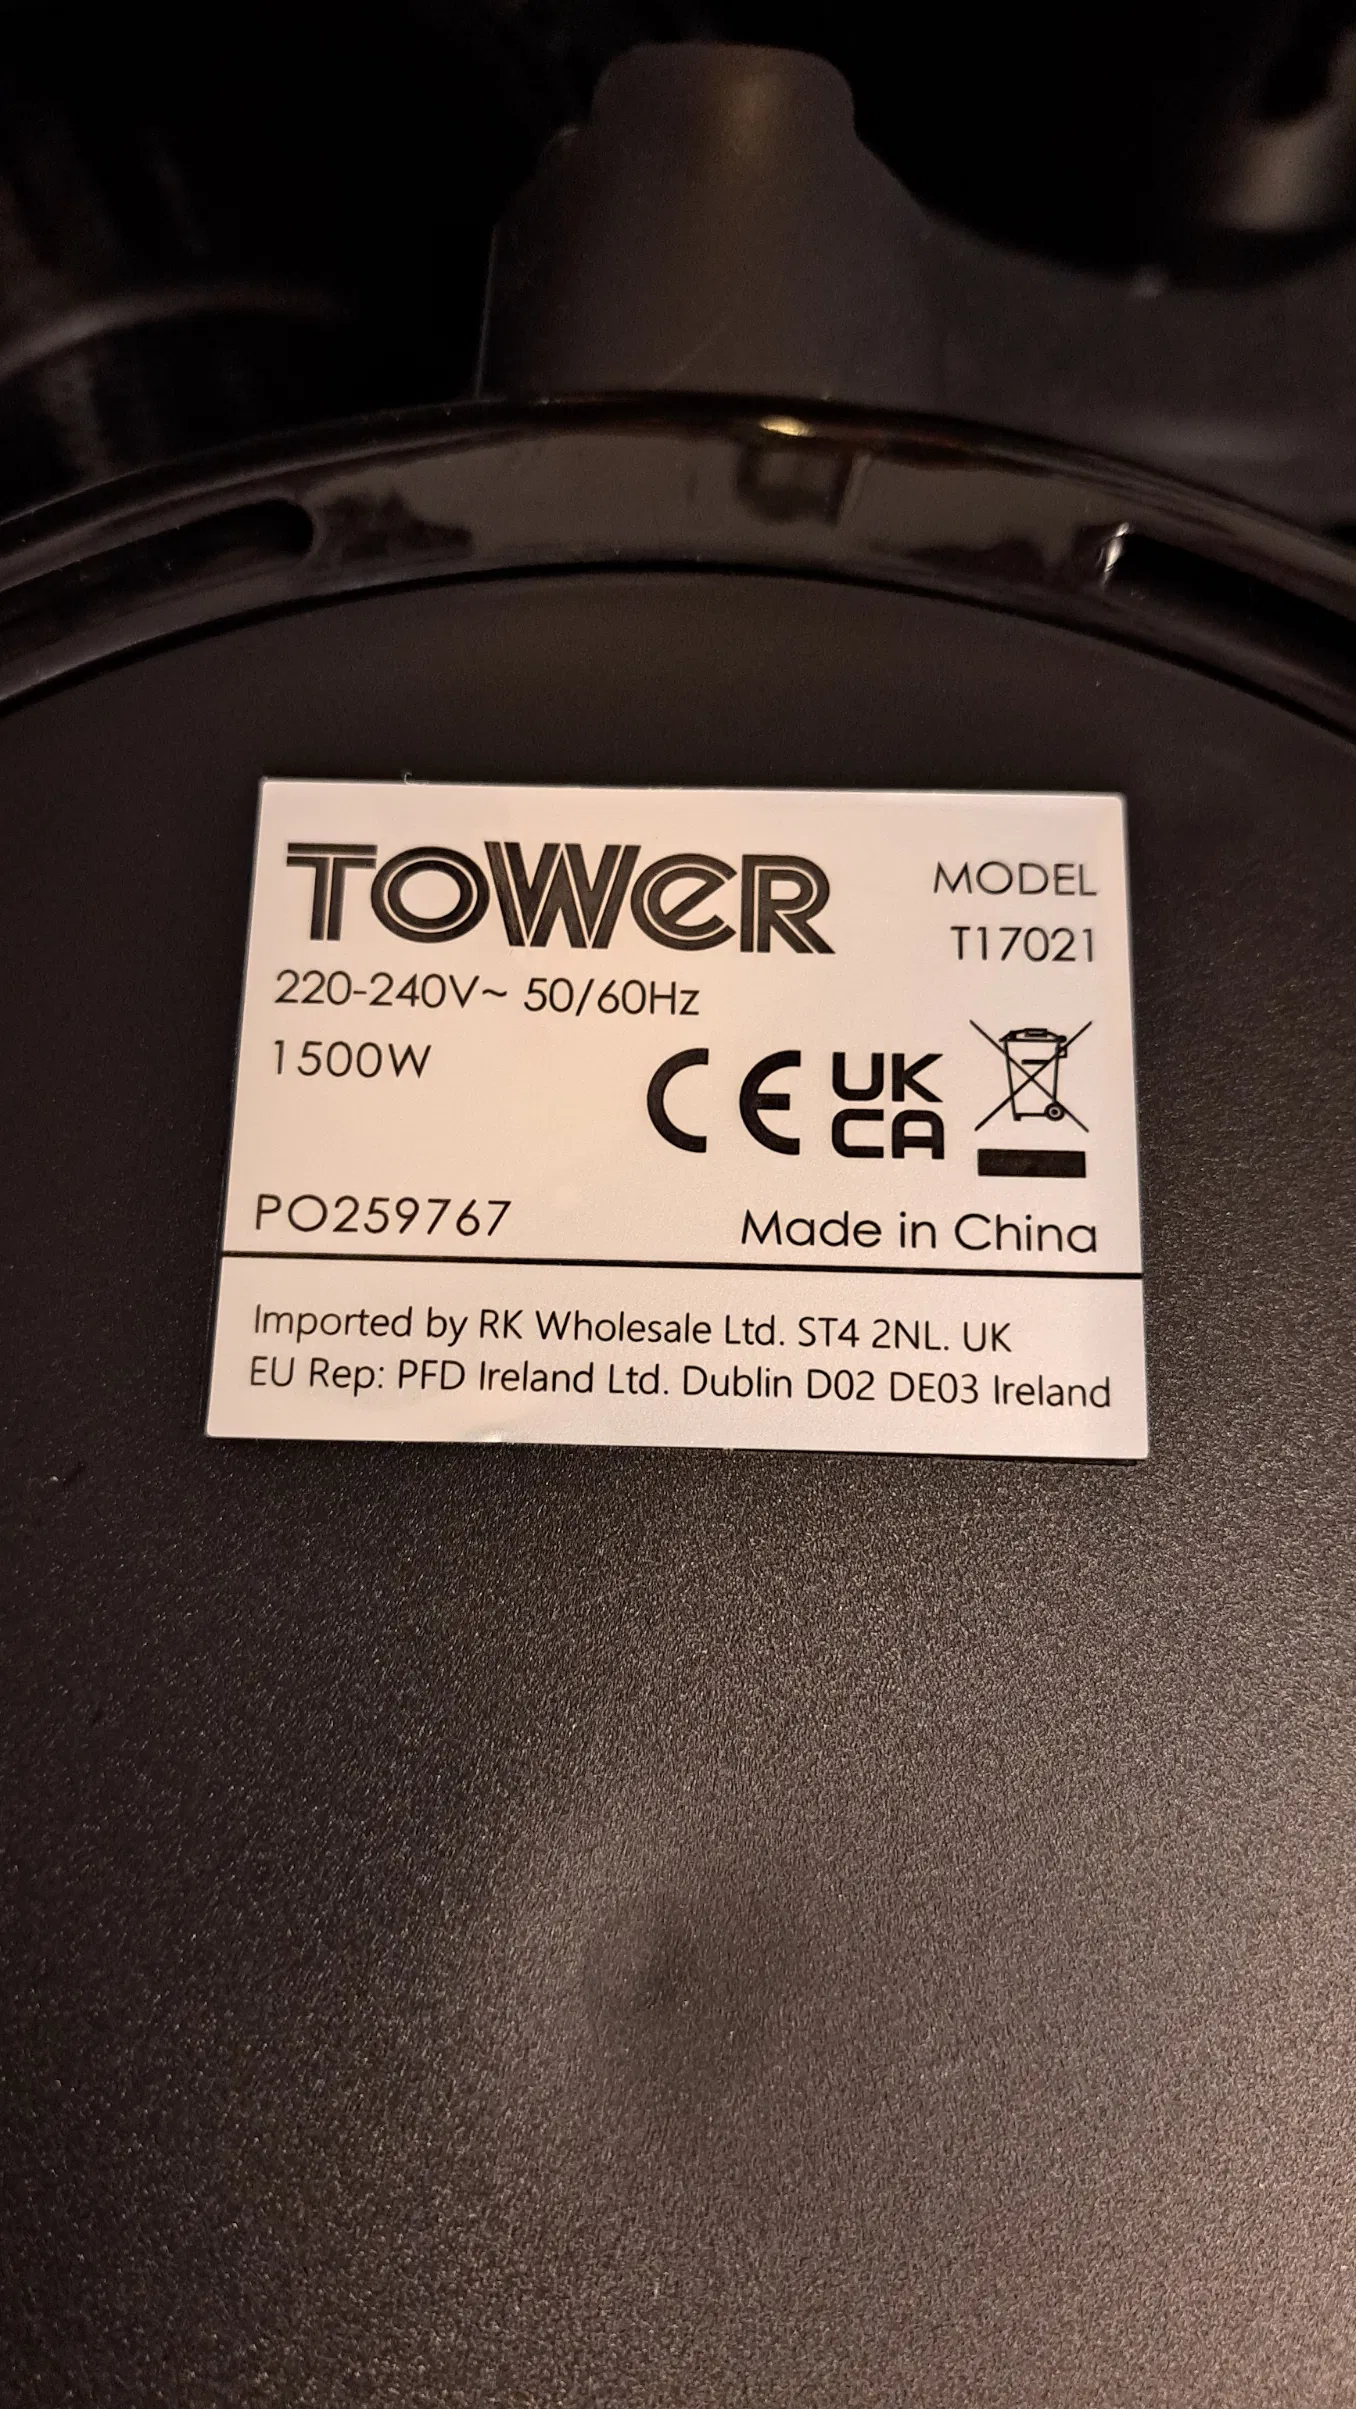 TOWER
MODEL
T17021
220-240V~ 50/60Hz
1500W
CE
UK
CA
PO259767
Made in China
Imported by RK Wholesale Ltd. ST4 2NL. UK
EU Rep: PFD Ireland Ltd. Dublin D02 DE03 Ireland